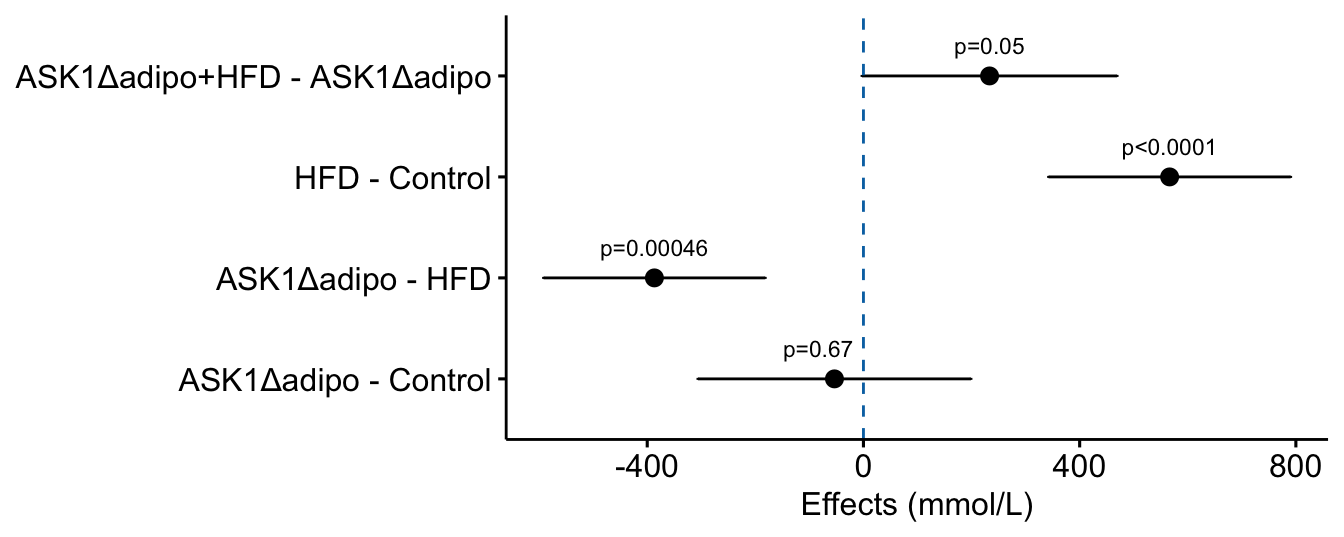 p=0.05
ASK1Δadipo+HFD - ASK1Δadipo
p<0.0001
HFD - Control
p=0.00046
ASK1Δadipo - HFD
p=0.67
ASK1Δadipo - Control
-400 0 400 800
Effects (mmol/L)